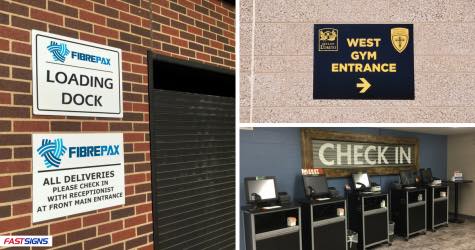 FIBREPAX
LOADING
DOCK
FIBREPAX
ALL DELIVERIES
PLEASE CHECK IN
WITH RECEPTIONIST
AT FRONT MAIN ENTRANCE
FASTSIGNS
WEST
GYM
ENTRANCE
CHECK IN